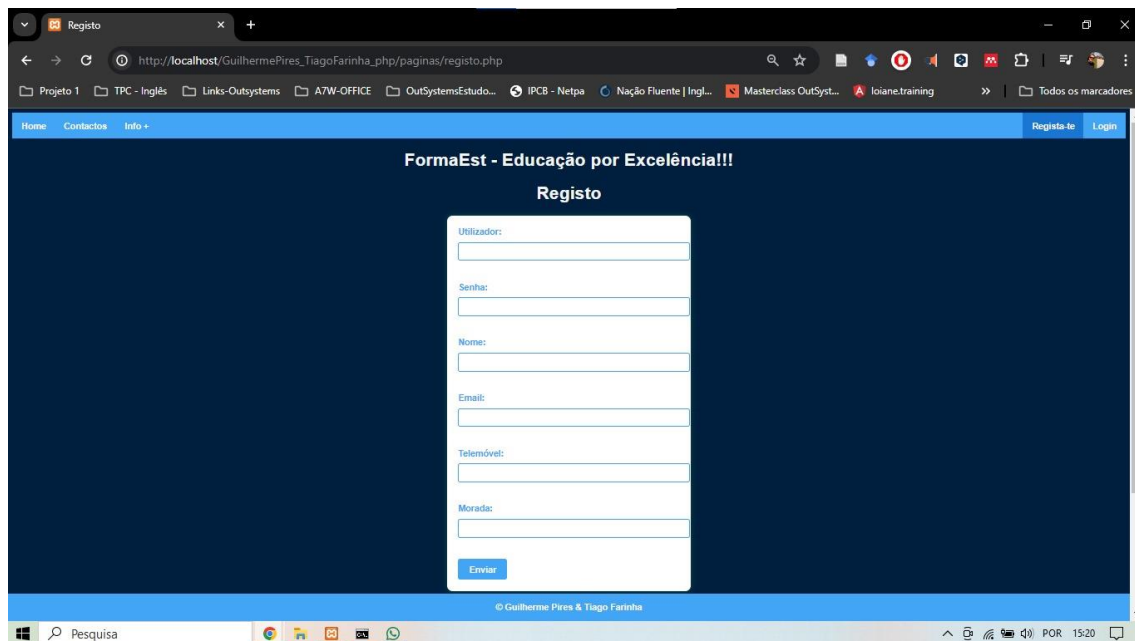 Registo
http://localhost/GuilhermePires_TiagoFarinha_php/paginas/registo.php
Projeto 1 TPC - Inglês Links-Outsystems A7W-OFFICE OutSystemsEstudo... IPCB - Netpa Nação Fluente | Ingl... Masterclass OutSyst... loiane.training » Todos os marcadores
Home Contactos Info + Regista-te Login
FormaEst - Educação por Excelência!!!
Registo
Utilizador:
Senha:
Nome:
Email:
Telemóvel:
Morada:
Enviar
© Guilherme Pires & Tiago Farinha
Pesquisa POR 15:20